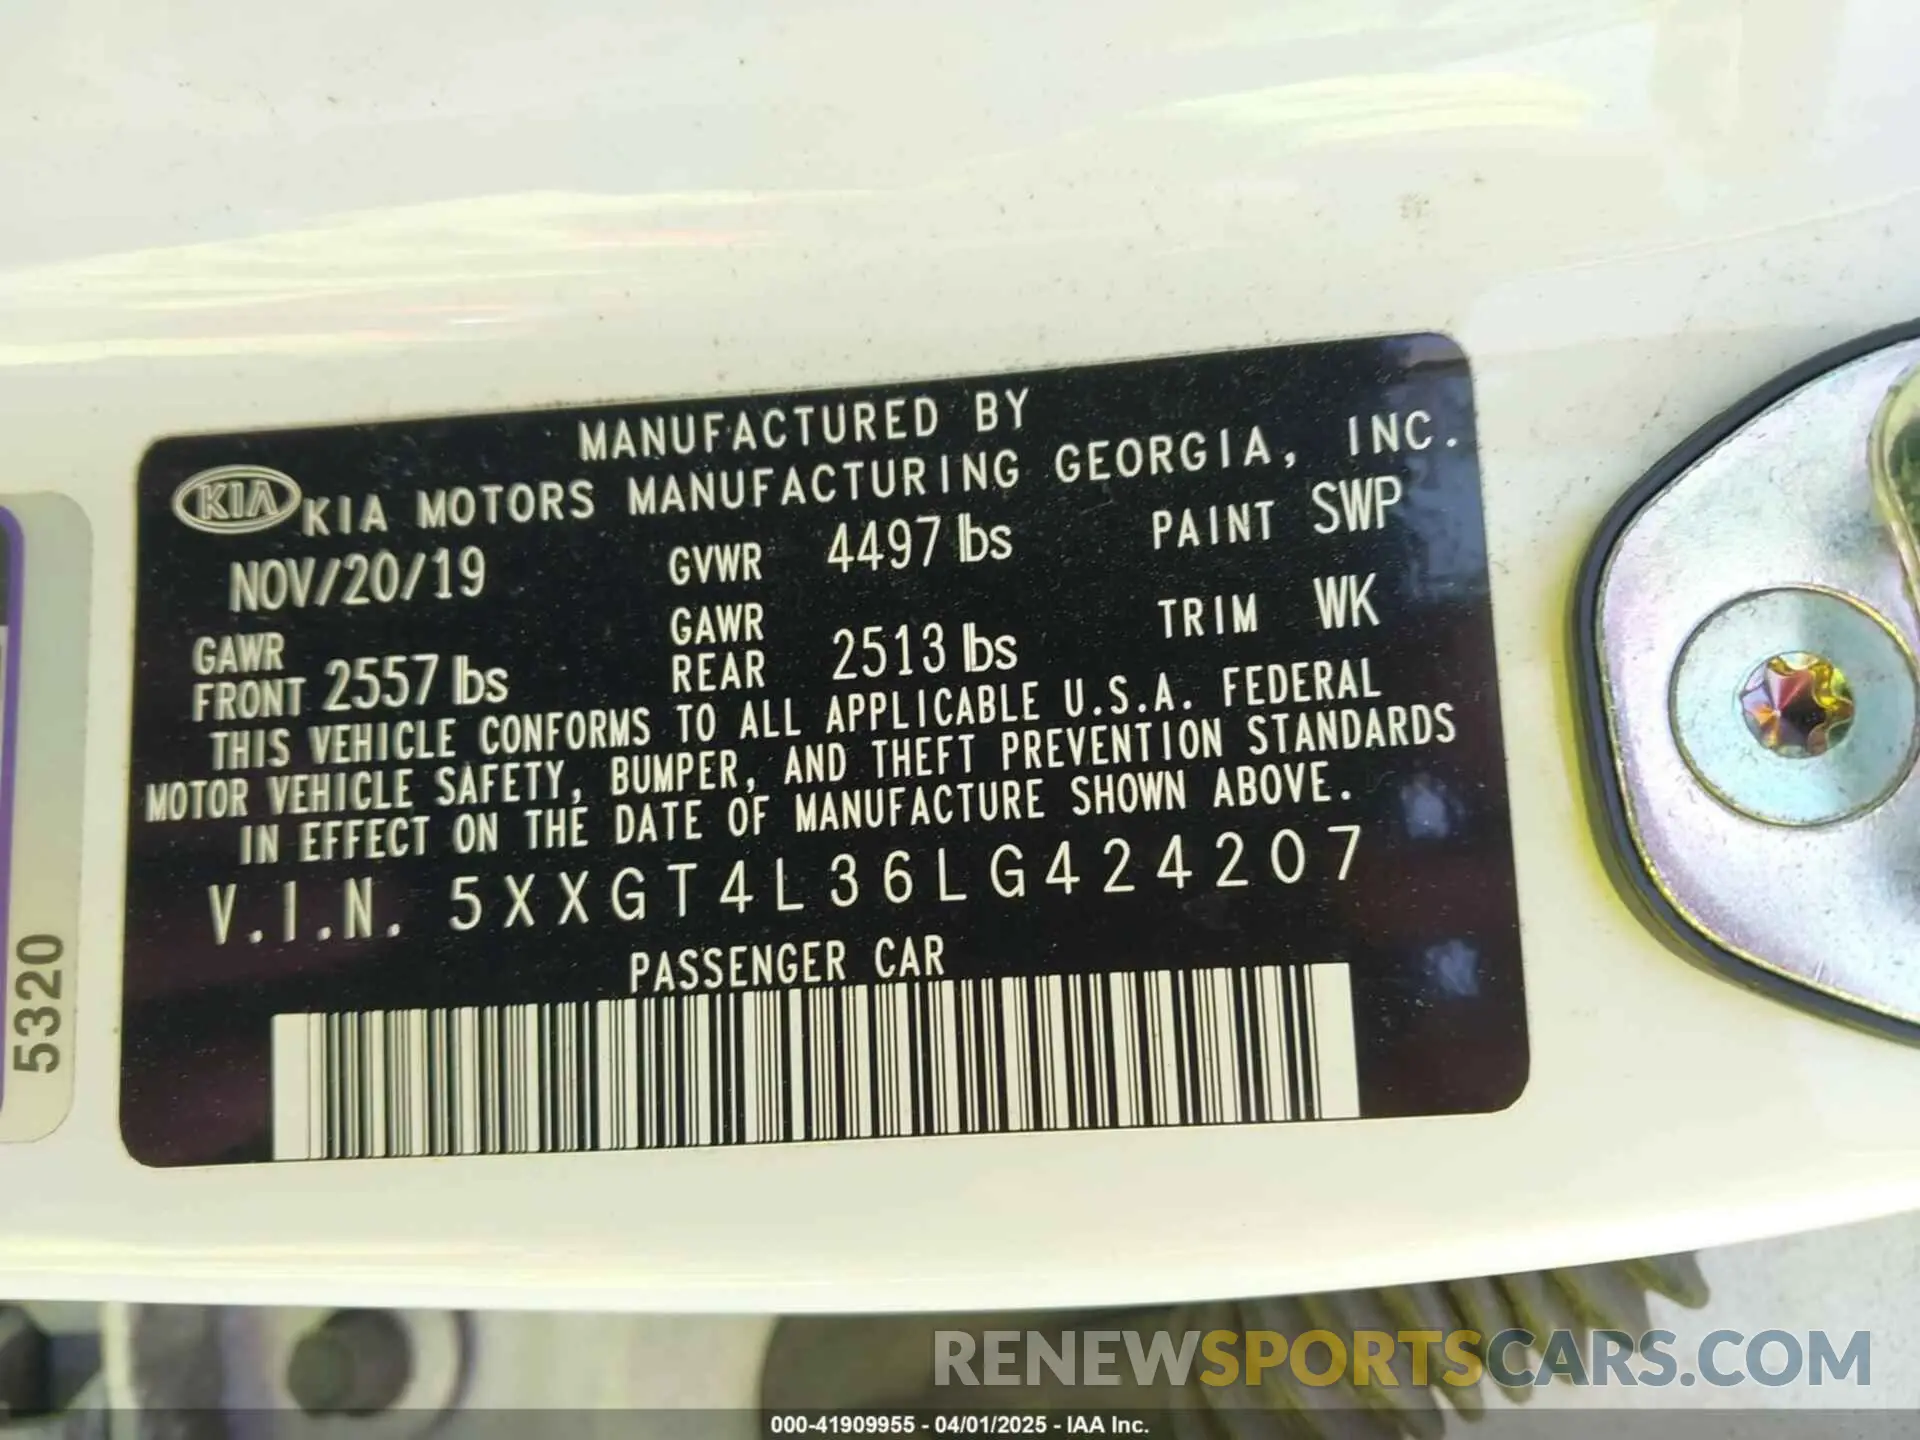 MANUFACTURED BY
KIA KIA MOTORS MANUFACTURING GEORGIA, INC.
NOV/20/19 GVWR 4497 lbs PAINT SWP
GAWR FRONT 2557 lbs GAWR REAR 2513 lbs TRIM WK
THIS VEHICLE CONFORMS TO ALL APPLICABLE U.S.A. FEDERAL
MOTOR VEHICLE SAFETY, BUMPER, AND THEFT PREVENTION STANDARDS
IN EFFECT ON THE DATE OF MANUFACTURE SHOWN ABOVE.
V.I.N. 5XXGT4L36LG424207
PASSENGER CAR
5320
RENEWSPORTSCARS.COM
000-41909955 - 04/01/2025 - IAA Inc.